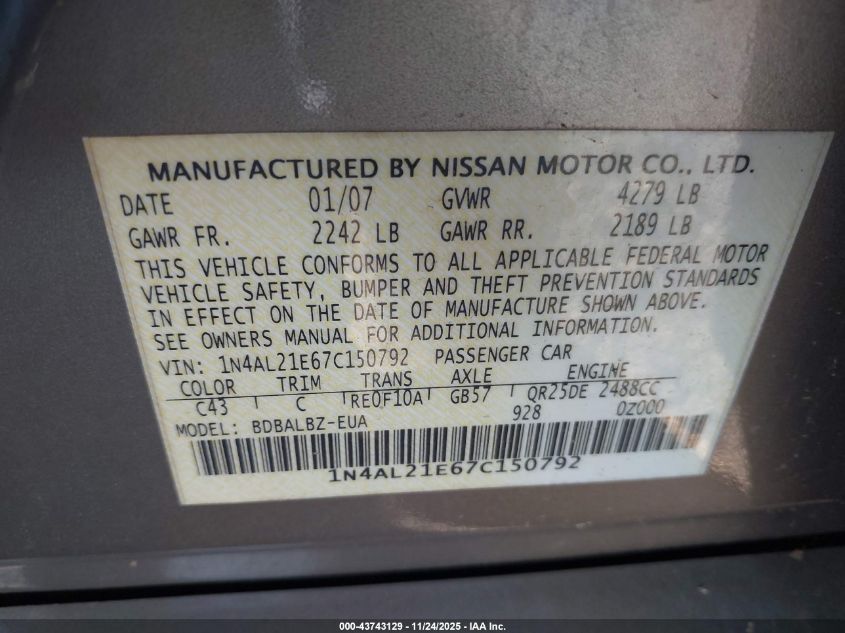 MANUFACTURED BY NISSAN MOTOR CO., LTD.
DATE 01/07 GVWR 4279 LB
GAWR FR. 2242 LB GAWR RR. 2189 LB
THIS VEHICLE CONFORMS TO ALL APPLICABLE FEDERAL MOTOR
VEHICLE SAFETY, BUMPER AND THEFT PREVENTION STANDARDS
IN EFFECT ON THE DATE OF MANUFACTURE SHOWN ABOVE.
SEE OWNERS MANUAL FOR ADDITIONAL INFORMATION.
VIN: 1N4AL21E67C150792 PASSENGER CAR
COLOR TRIM TRANS AXLE ENGINE
C43 C RE0F10A GB57 QR25DE 2488CC
MODEL: BDBALBZ-EUA 928 DZ000
1N4AL21E67C150792
000-43743129 - 11/24/2025 - IAA Inc.